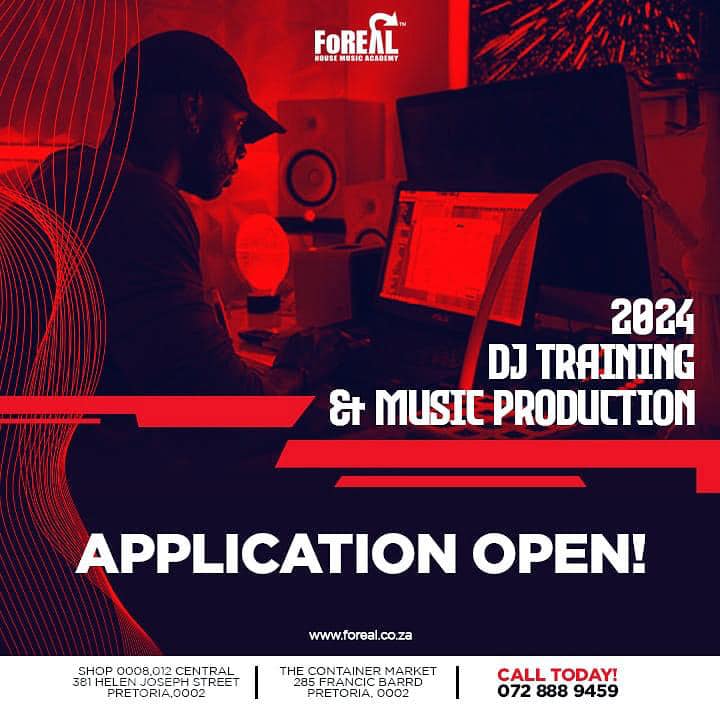 FoREAL™
HOUSE MUSIC ACADEMY
2024
DJ TRAINING
& MUSIC PRODUCTION
APPLICATION OPEN!
www.foreal.co.za
SHOP 0008,012 CENTRAL
381 HELEN JOSEPH STREET
PRETORIA,0002
THE CONTAINER MARKET
285 FRANCIC BARRD
PRETORIA, 0002
CALL TODAY!
072 888 9459